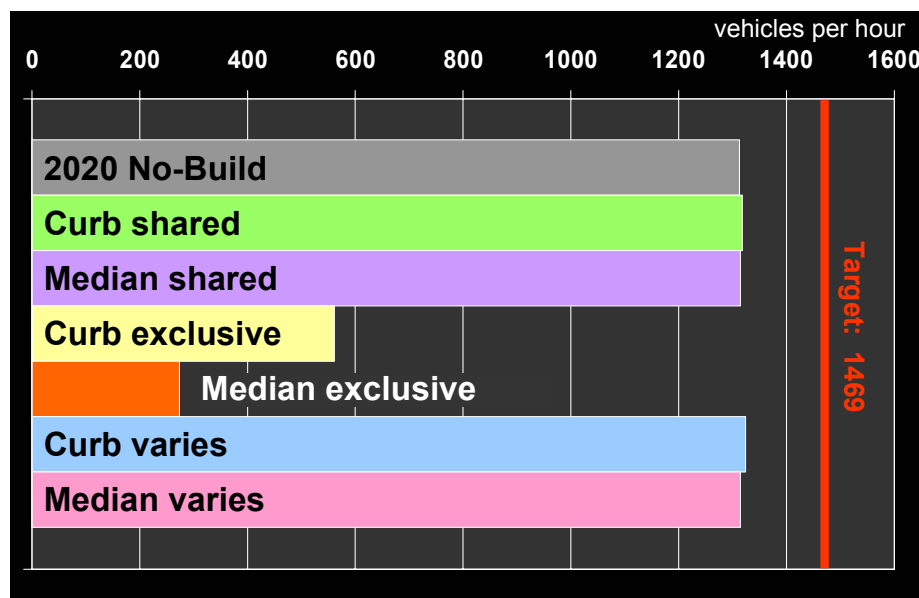 vehicles per hour
0 200 400 600 800 1000 1200 1400 1600
2020 No-Build
Curb shared
Median shared
Curb exclusive
Median exclusive
Curb varies
Median varies
Target: 1469